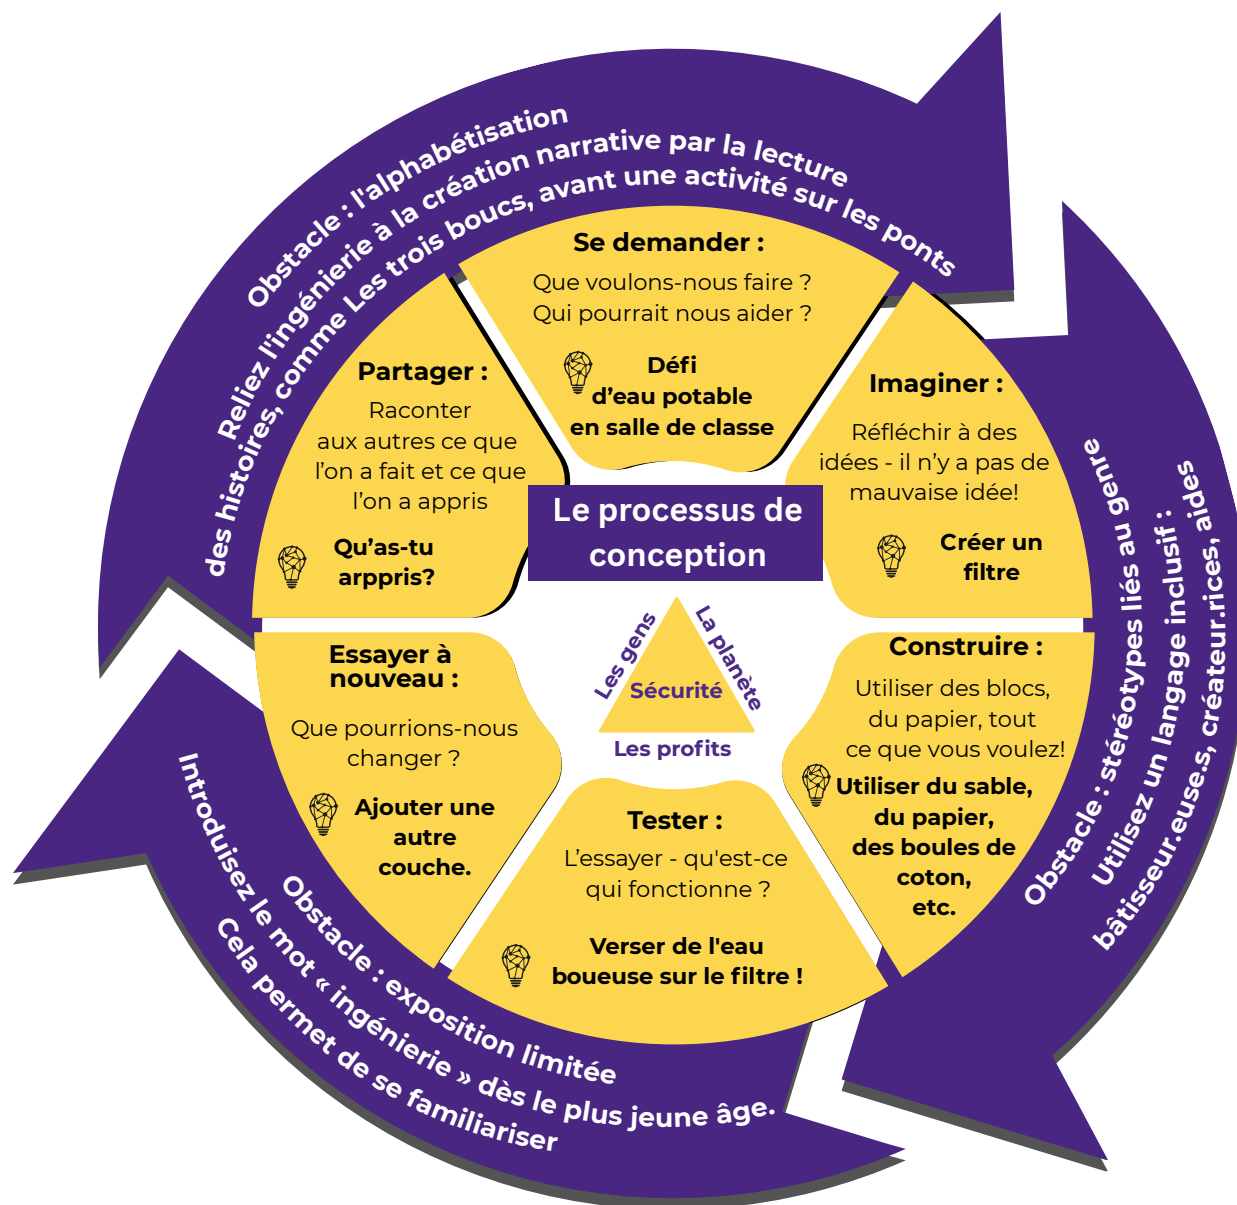 Obstacle : l'alphabétisation
Reliez l'ingénierie à la création narrative par la lecture
des histoires, comme Les trois boucs, avant une activité sur les ponts
Se demander :
Que voulons-nous faire ?
Qui pourrait nous aider ?
Défi
d’eau potable
en salle de classe
Imaginer :
Réfléchir à des
idées - il n’y a pas de
mauvaise idée!
Créer un
filtre
Obstacle : stéréotypes liés au genre
Utilisez un langage inclusif :
bâtisseur.euse.s, créateur.rices, aides
Construire :
Utiliser des blocs,
du papier, tout
ce que vous voulez!
Utiliser du sable,
du papier,
des boules de
coton,
etc.
Tester :
L’essayer - qu'est-ce
qui fonctionne ?
Verser de l'eau
boueuse sur le filtre !
Obstacle : exposition limitée
Introduisez le mot « ingénierie » dès le plus jeune âge.
Cela permet de se familiariser
Essayer à
nouveau :
Que pourrions-nous
changer ?
Ajouter une
autre
couche.
Partager :
Raconter
aux autres ce que
l’on a fait et ce que
l’on a appris
Qu’as-tu
arppris?
Le processus de
conception
Les gens
La planète
Sécurité
Les profits